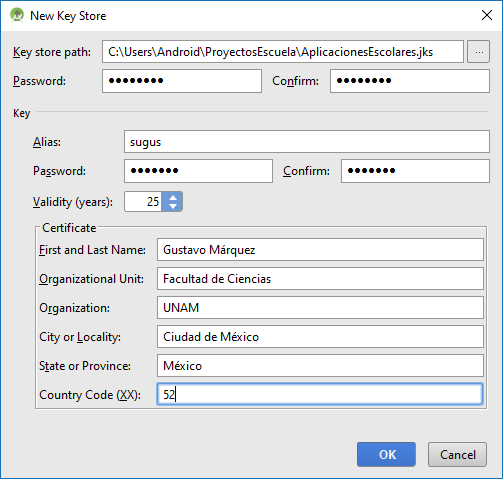 New Key Store
Key store path: C:\Users\Android\ProyectosEscuela\AplicacionesEscolares.jks ...
Password: •••••••• Confirm: ••••••••
Key
Alias: sugus
Password: ••••••• Confirm: •••••••
Validity (years): 25
Certificate
First and Last Name: Gustavo Márquez
Organizational Unit: Facultad de Ciencias
Organization: UNAM
City or Locality: Ciudad de México
State or Province: México
Country Code (XX): 52
OK Cancel